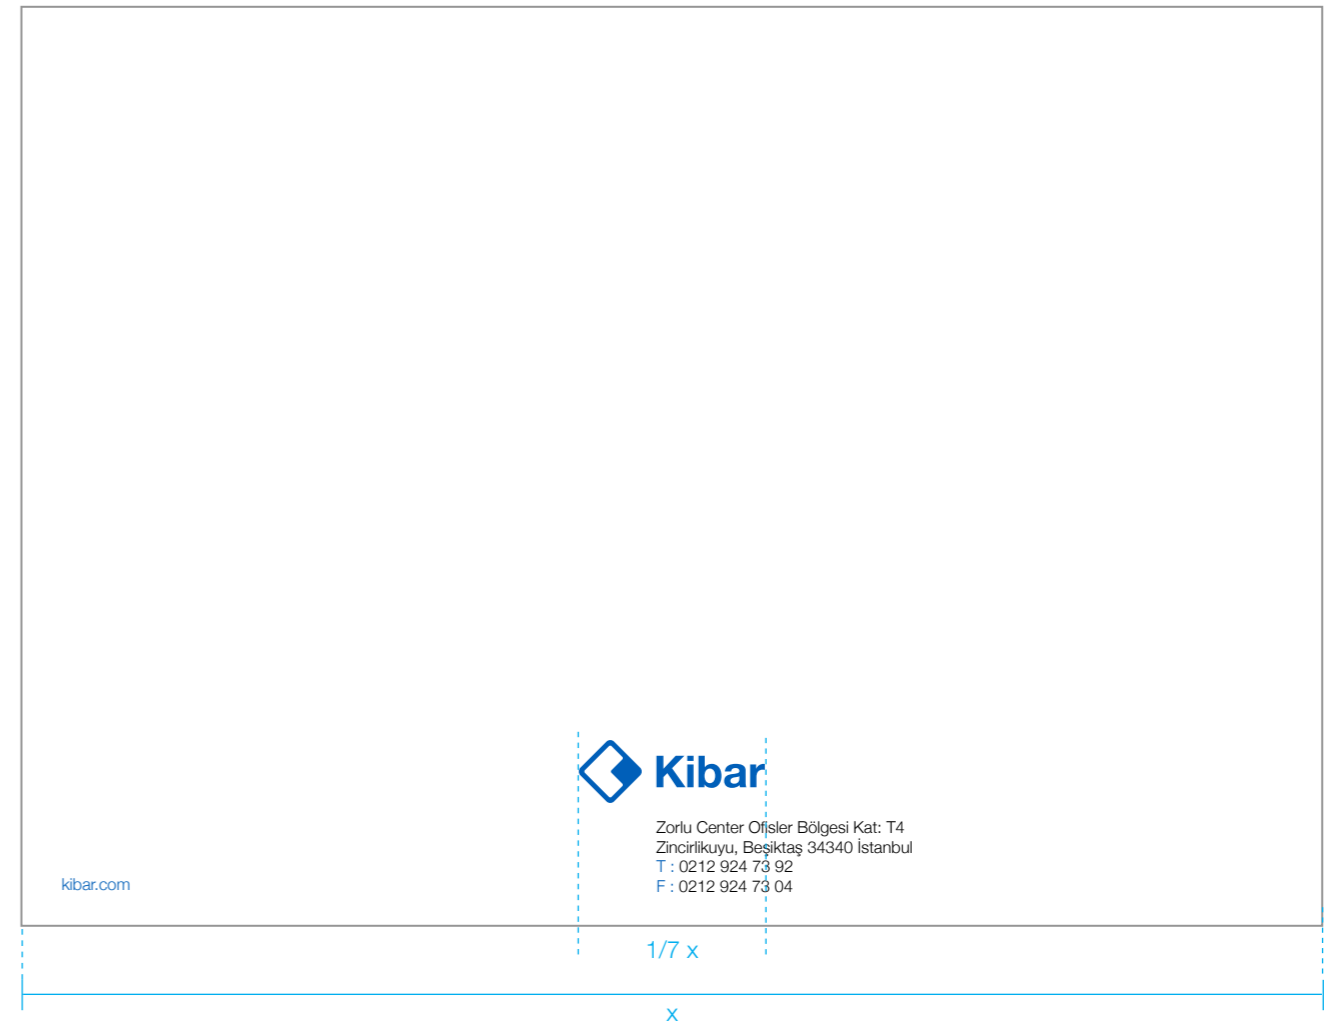 Kibar
Zorlu Center Ofisler Bölgesi Kat: T4
Zincirlikuyu, Beşiktaş 34340 İstanbul
T : 0212 924 73 92
F : 0212 924 73 04
kibar.com
1/7 x
x